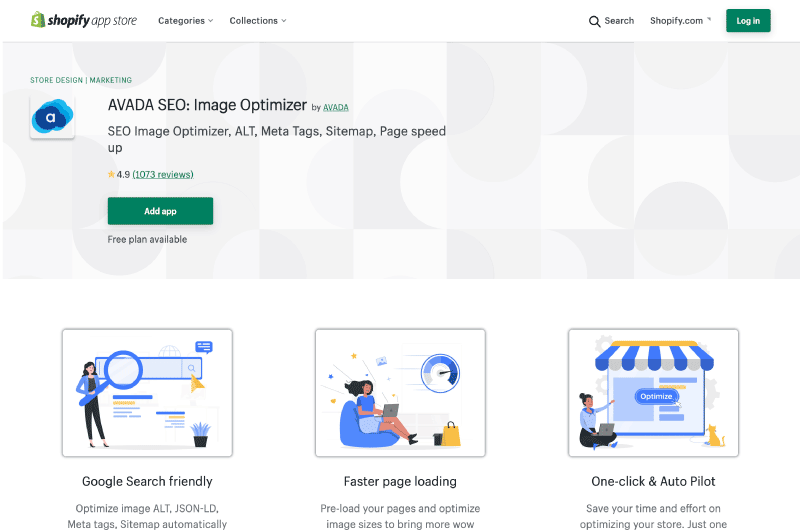 shopify app store
Categories
Collections
Search
Shopify.com
Log in
STORE DESIGN | MARKETING
a
AVADA SEO: Image Optimizer by AVADA
SEO Image Optimizer, ALT, Meta Tags, Sitemap, Page speed
up
4.9 (1073 reviews)
Add app
Free plan available
Optimize
Google Search friendly
Faster page loading
One-click & Auto Pilot
Optimize image ALT, JSON-LD,
Meta tags, Sitemap automatically
Pre-load your pages and optimize
image sizes to bring more wow
Save your time and effort on
optimizing your store. Just one